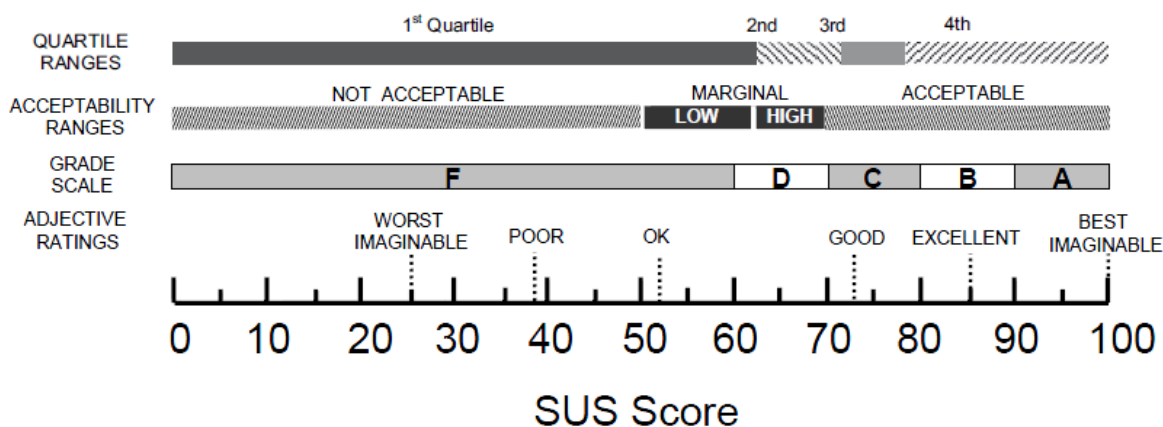 1st Quartile 2nd 3rd 4th
QUARTILE
RANGES
NOT ACCEPTABLE MARGINAL ACCEPTABLE
ACCEPTABILITY
RANGES
LOW HIGH
GRADE
SCALE
F D C B A
ADJECTIVE
RATINGS
WORST
IMAGINABLE
POOR
OK
GOOD
EXCELLENT
BEST
IMAGINABLE
0 10 20 30 40 50 60 70 80 90 100
SUS Score